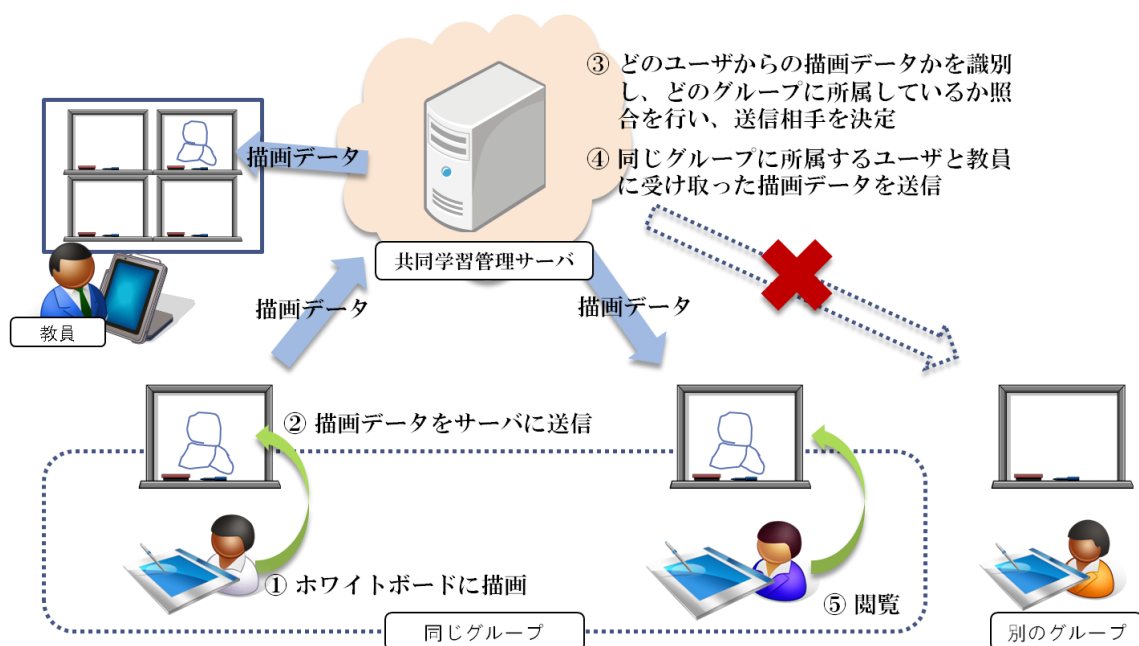 ③ どのユーザからの描画データかを識別
し、どのグループに所属しているか照
合を行い、送信相手を決定
④ 同じグループに所属するユーザと教員
に受け取った描画データを送信
描画データ
共同学習管理サーバ
描画データ
描画データ
教員
② 描画データをサーバに送信
① ホワイトボードに描画
⑤ 閲覧
同じグループ
別のグループ